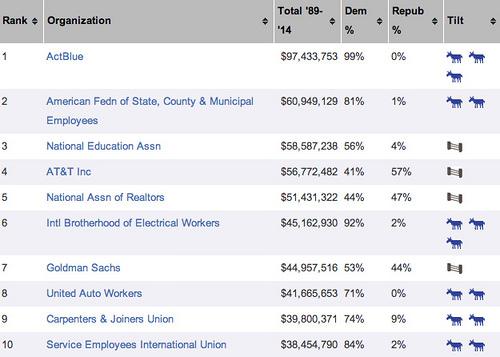 Rank Organization Total '89-'14 Dem % Repub % Tilt
1 ActBlue $97,433,753 99% 0%
2 American Fedn of State, County & Municipal Employees $60,949,129 81% 1%
3 National Education Assn $58,587,238 56% 4%
4 AT&T Inc $56,772,482 41% 57%
5 National Assn of Realtors $51,431,322 44% 47%
6 Intl Brotherhood of Electrical Workers $45,162,930 92% 2%
7 Goldman Sachs $44,957,516 53% 44%
8 United Auto Workers $41,665,653 71% 0%
9 Carpenters & Joiners Union $39,800,371 74% 9%
10 Service Employees International Union $38,454,790 84% 2%